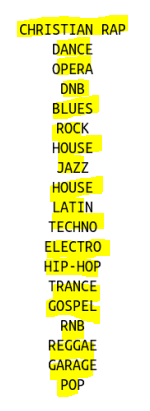 CHRISTIAN RAP
DANCE
OPERA
DNB
BLUES
ROCK
HOUSE
JAZZ
HOUSE
LATIN
TECHNO
ELECTRO
HIP-HOP
TRANCE
GOSPEL
RNB
REGGAE
GARAGE
POP